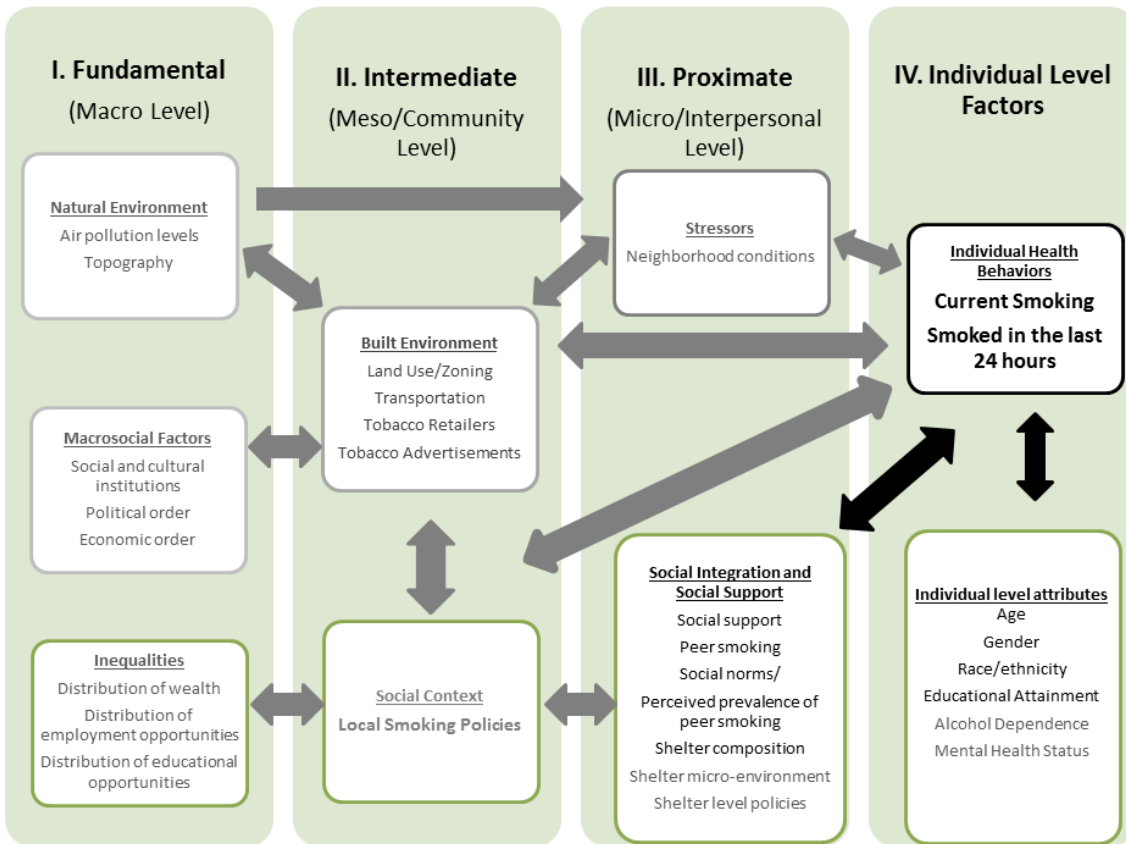 I. Fundamental
(Macro Level)
Natural Environment
Air pollution levels
Topography
Macrosocial Factors
Social and cultural
institutions
Political order
Economic order
Inequalities
Distribution of wealth
Distribution of
employment opportunities
Distribution of educational
opportunities
II. Intermediate
(Meso/Community
Level)
Built Environment
Land Use/Zoning
Transportation
Tobacco Retailers
Tobacco Advertisements
Social Context
Local Smoking Policies
III. Proximate
(Micro/Interpersonal
Level)
Stressors
Neighborhood conditions
Social Integration and
Social Support
Social support
Peer smoking
Social norms/
Perceived prevalence of
peer smoking
Shelter composition
Shelter micro-environment
Shelter level policies
IV. Individual Level
Factors
Individual Health
Behaviors
Current Smoking
Smoked in the last
24 hours
Individual level attributes
Age
Gender
Race/ethnicity
Educational Attainment
Alcohol Dependence
Mental Health Status